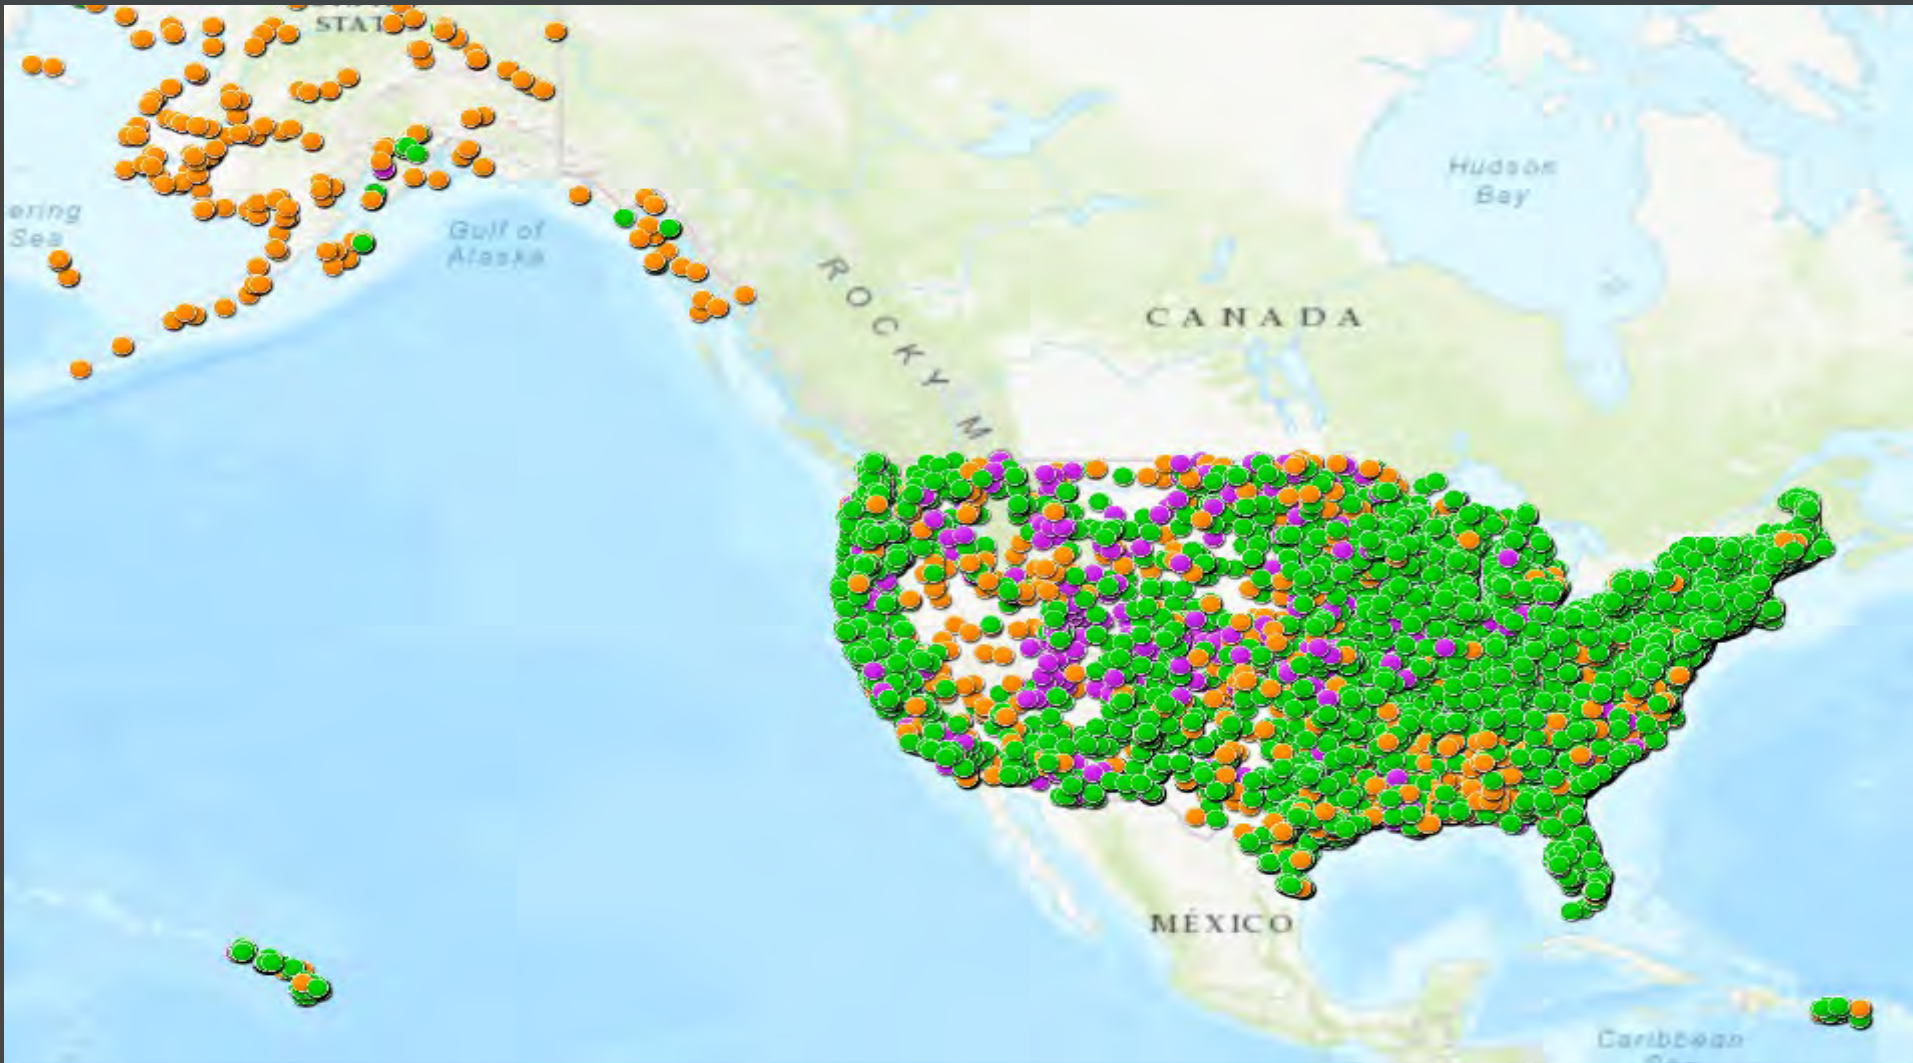 STAT
Hudson
Bay
ering
Sea
Gulf of
Alaska
ROCKY M
CANADA
MÉXICO
Caribbean